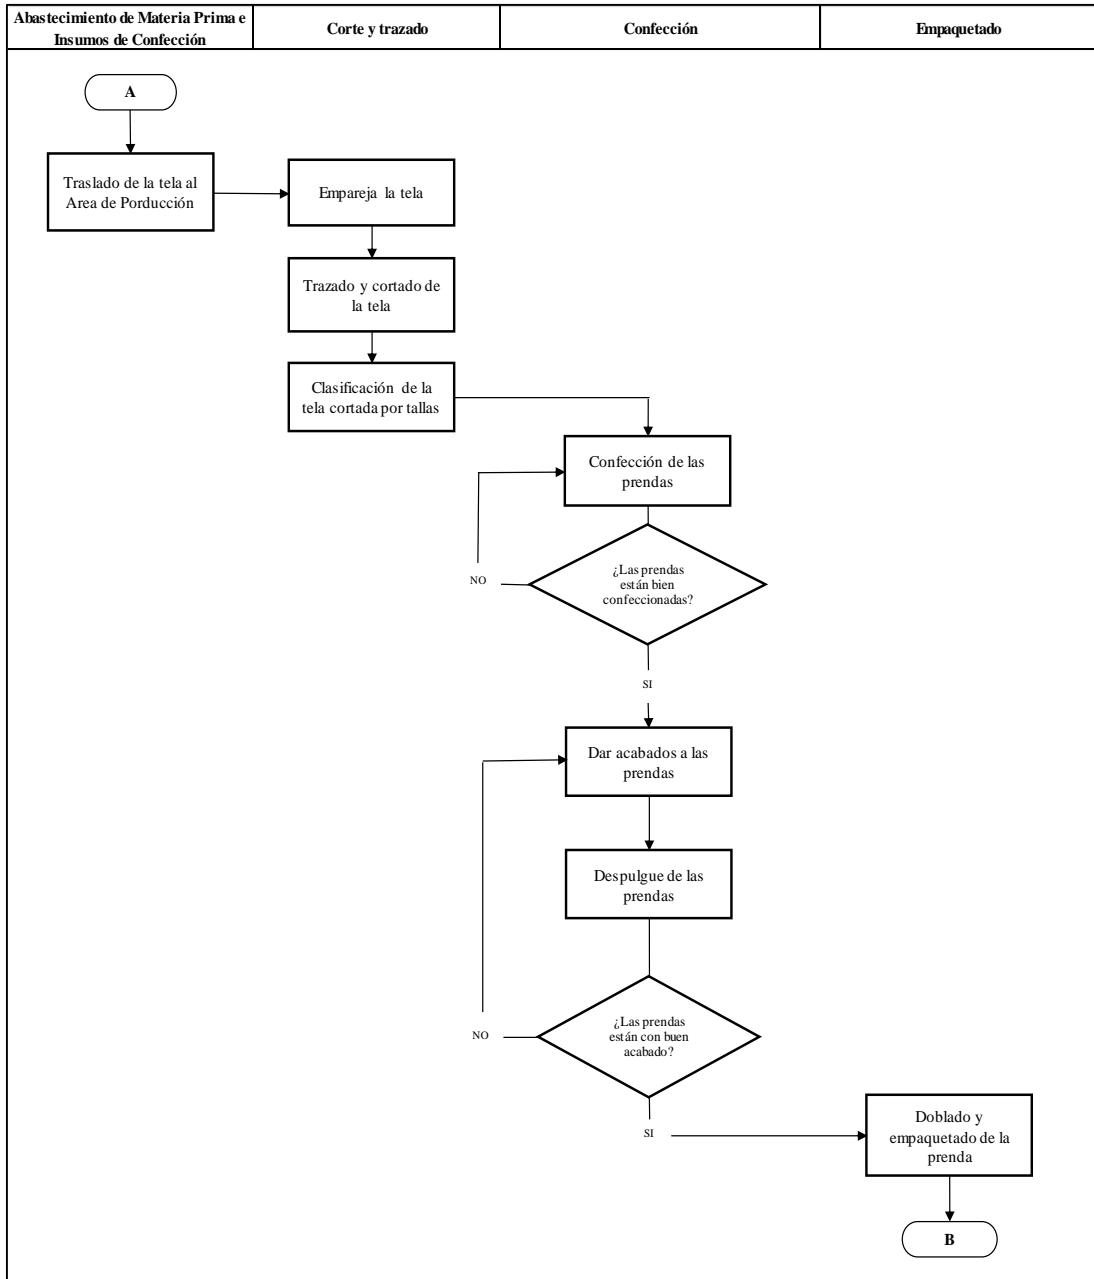 Abastecimiento de Materia Prima e
Insumos de Confección
Corte y trazado
Confección
Empaquetado
A
Traslado de la tela al
Area de Porducción
Empareja la tela
Trazado y cortado de
la tela
Clasificación de la
tela cortada por tallas
Confección de las
prendas
¿Las prendas
están bien
confeccionadas?
NO
SI
Dar acabados a las
prendas
Despulgue de las
prendas
¿Las prendas
están con buen
acabado?
NO
SI
Doblado y
empaquetado de la
prenda
B